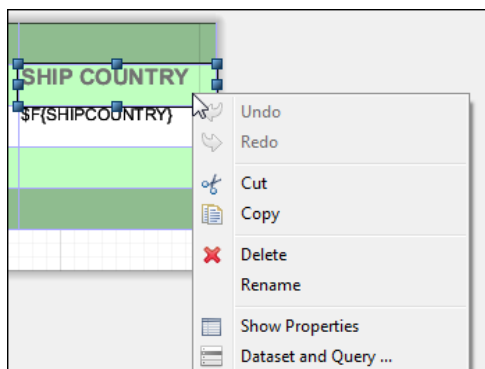 SHIP COUNTRY
$F{SHIPCOUNTRY}
Undo
Redo
Cut
Copy
Delete
Rename
Show Properties
Dataset and Query ...